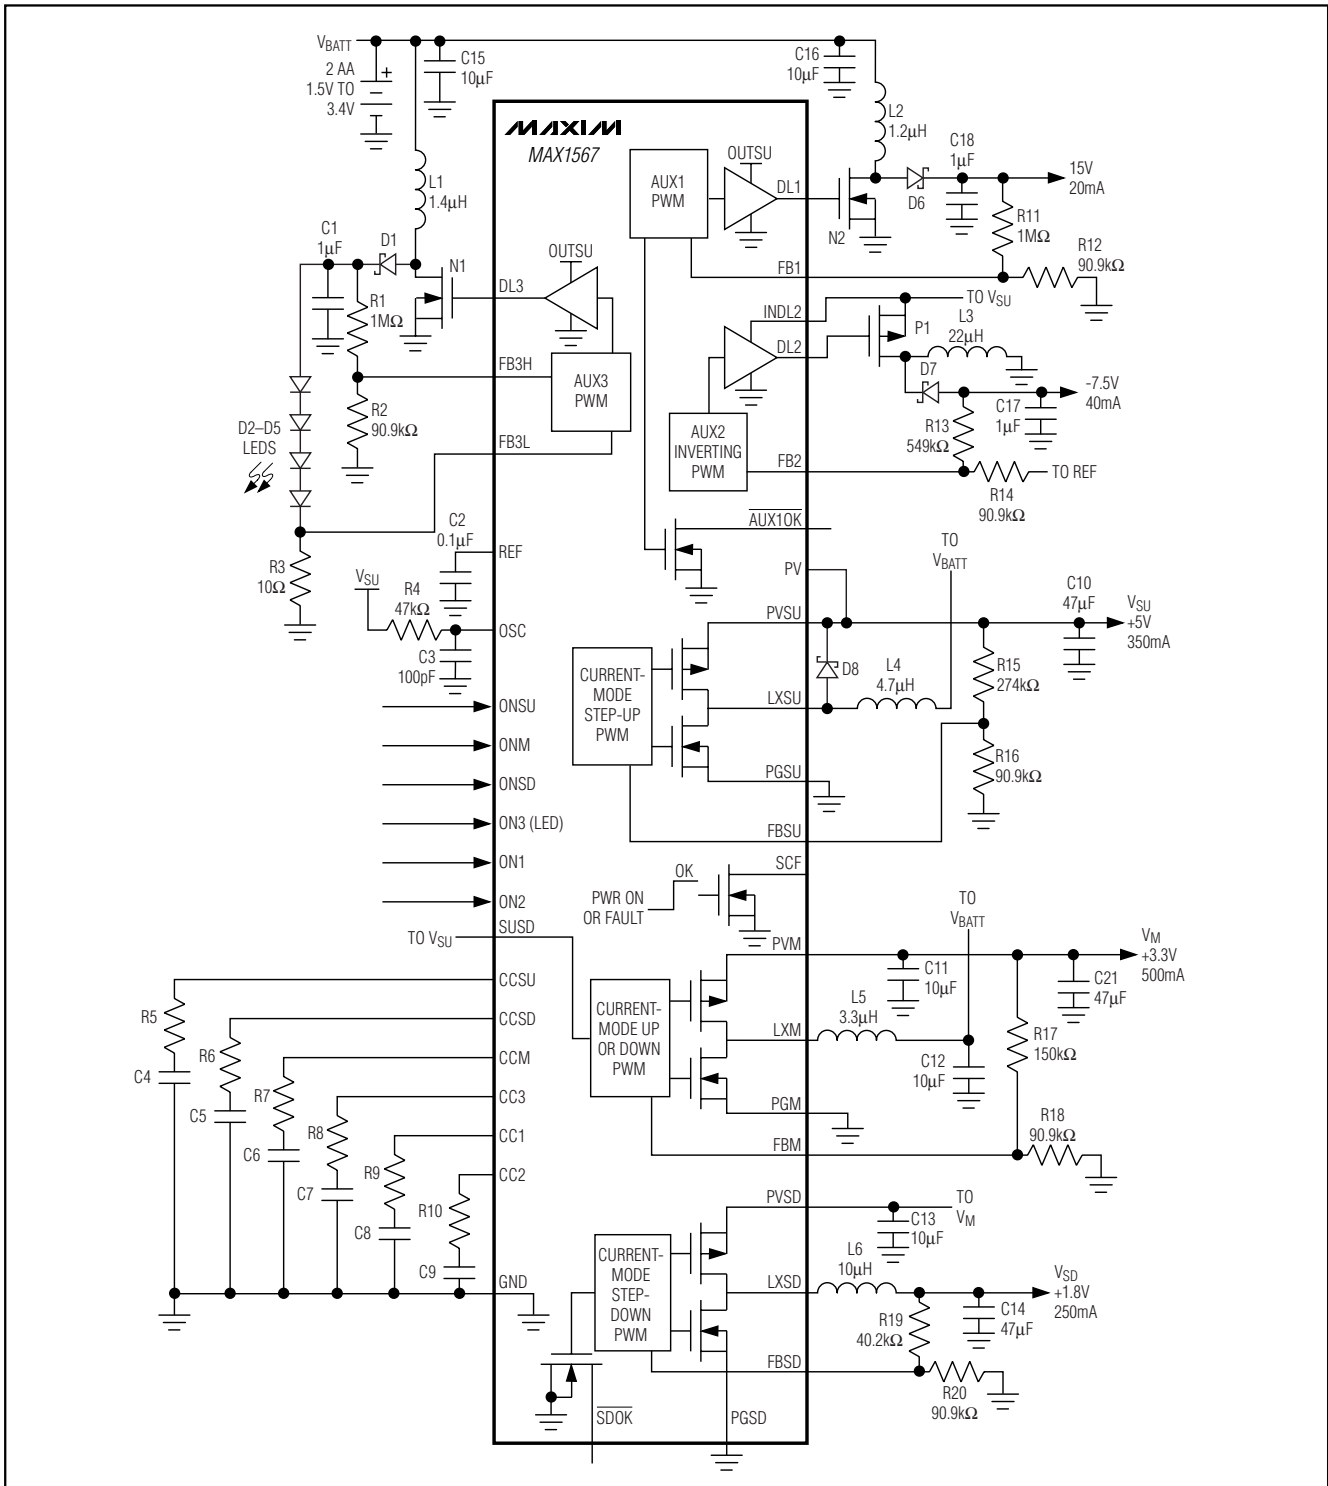 VBATT
2 AA
1.5V TO
3.4V
+
C15
10µF
C16
10µF
L2
1.2µH
MAXIM
MAX1567
L1
1.4µH
AUX1
PWM
OUTSU
DL1
N2
D6
C18
1µF
15V
20mA
R11
1MΩ
R12
90.9kΩ
FB1
C1
1µF
D1
N1
R1
1MΩ
DL3
OUTSU
FB3H
AUX3
PWM
R2
90.9kΩ
FB3L
D2–D5
LEDS
R3
10Ω
INDL2
TO VSU
P1
L3
22µH
DL2
D7
-7.5V
40mA
C17
1µF
R13
549kΩ
AUX2
INVERTING
PWM
FB2
TO REF
R14
90.9kΩ
AUX1OK
C2
0.1µF
REF
VSU
R4
47kΩ
OSC
C3
100pF
PV
TO
VBATT
PVSU
C10
47µF
VSU
+5V
350mA
CURRENT-
MODE
STEP-UP
PWM
D8
L4
4.7µH
R15
274kΩ
LXSU
R16
90.9kΩ
PGSU
FBSU
ONSU
ONM
ONSD
ON3 (LED)
ON1
ON2
SCF
OK
PWR ON
OR FAULT
SUSD
TO VSU
TO
VBATT
PVM
C11
10µF
VM
+3.3V
500mA
C21
47µF
CURRENT-
MODE UP
OR DOWN
PWM
L5
3.3µH
LXM
R17
150kΩ
C12
10µF
PGM
R18
90.9kΩ
FBM
CCSU
CCSD
CCM
CC3
CC1
CC2
R5
C4
R6
C5
R7
C6
R8
C7
R9
C8
R10
C9
GND
PVSD
TO
VM
C13
10µF
CURRENT-
MODE
STEP-
DOWN
PWM
L6
10µH
LXSD
VSD
+1.8V
250mA
R19
40.2kΩ
C14
47µF
FBSD
R20
90.9kΩ
SDOK
PGSD